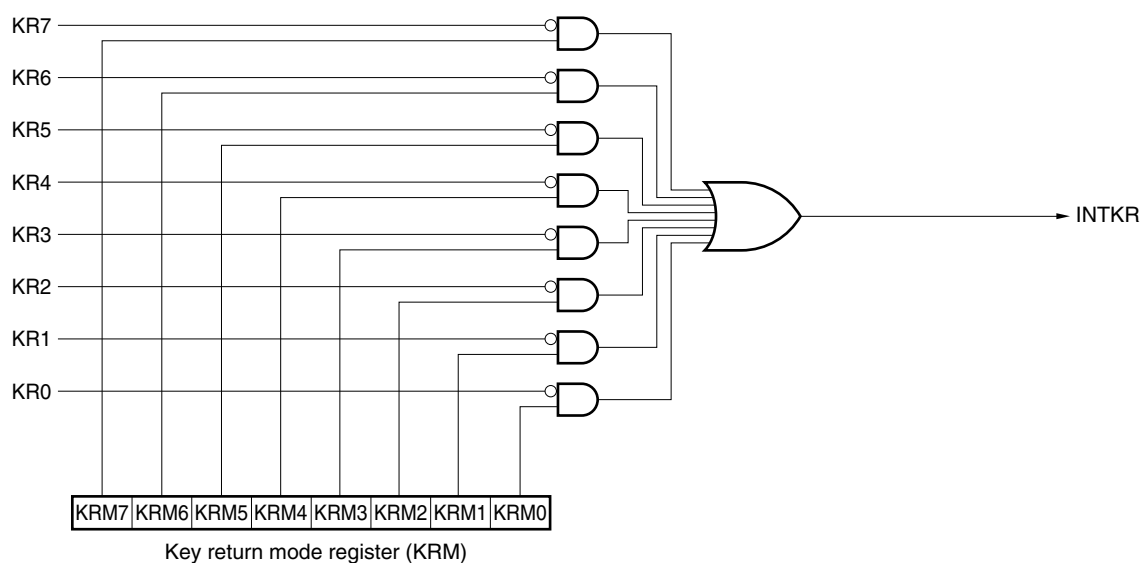 KR7
KR6
KR5
KR4
KR3
KR2
KR1
KR0
INTKR
KRM7 KRM6 KRM5 KRM4 KRM3 KRM2 KRM1 KRM0
Key return mode register (KRM)